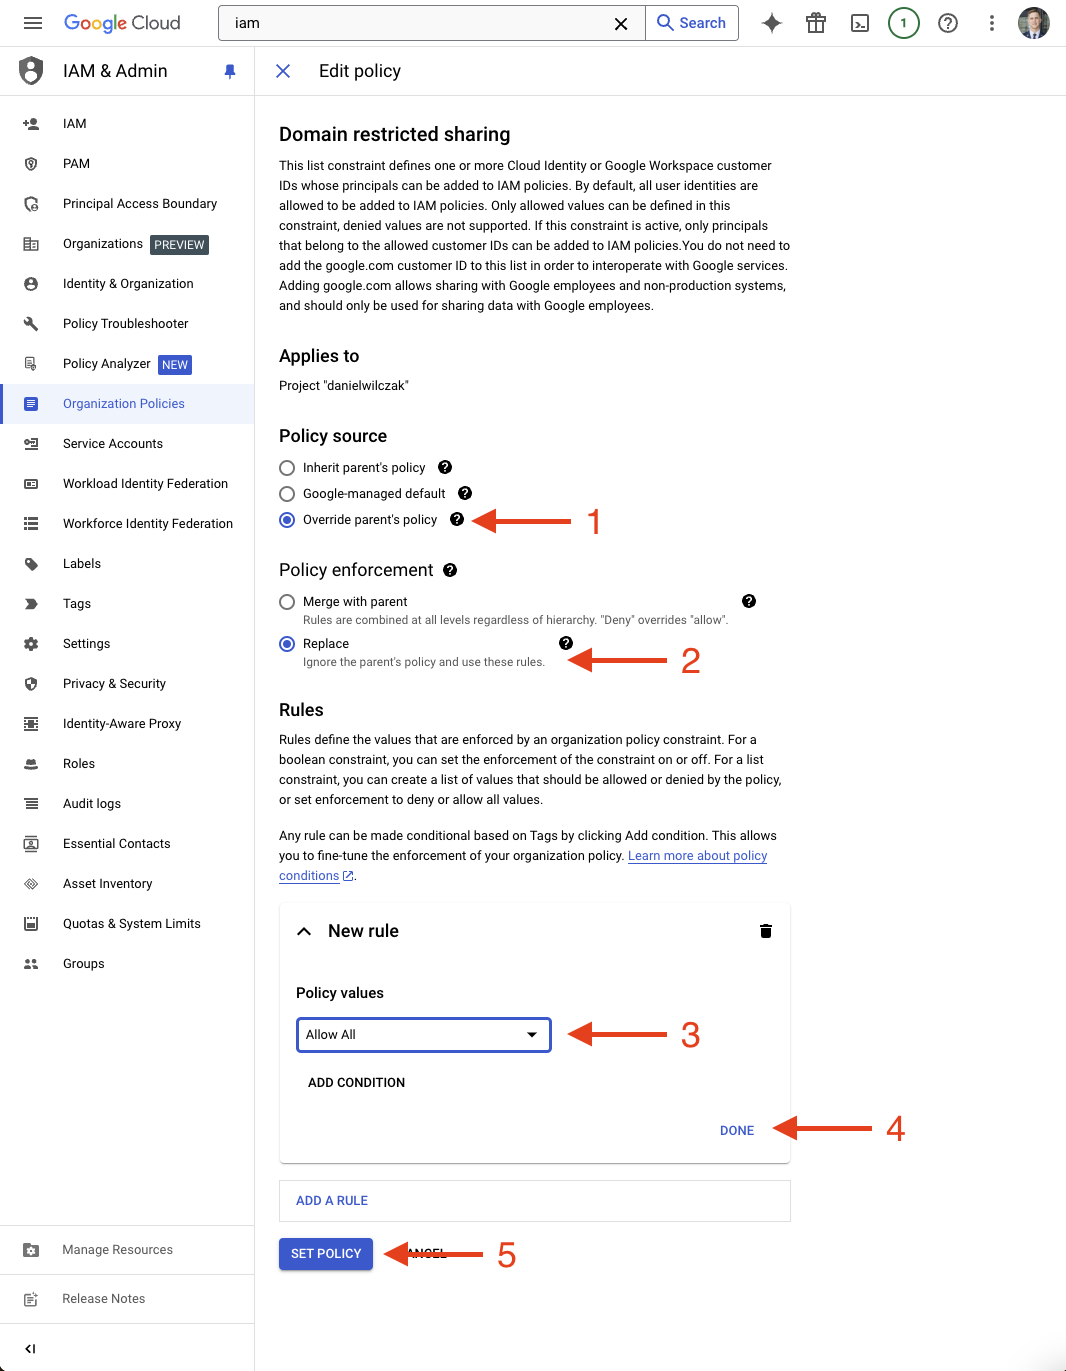 Google Cloud
iam
Search
1
IAM & Admin
Edit policy
IAM
PAM
Principal Access Boundary
Organizations PREVIEW
Identity & Organization
Policy Troubleshooter
Policy Analyzer NEW
Organization Policies
Service Accounts
Workload Identity Federation
Workforce Identity Federation
Labels
Tags
Settings
Privacy & Security
Identity-Aware Proxy
Roles
Audit logs
Essential Contacts
Asset Inventory
Quotas & System Limits
Groups
Manage Resources
Release Notes
Domain restricted sharing
This list constraint defines one or more Cloud Identity or Google Workspace customer
IDs whose principals can be added to IAM policies. By default, all user identities are
allowed to be added to IAM policies. Only allowed values can be defined in this
constraint, denied values are not supported. If this constraint is active, only principals
that belong to the allowed customer IDs can be added to IAM policies.You do not need to
add the google.com customer ID to this list in order to interoperate with Google services.
Adding google.com allows sharing with Google employees and non-production systems,
and should only be used for sharing data with Google employees.
Applies to
Project "danielwilczak"
Policy source
Inherit parent's policy
Google-managed default
Override parent's policy
1
Policy enforcement
Merge with parent
Rules are combined at all levels regardless of hierarchy. "Deny" overrides "allow".
Replace
Ignore the parent's policy and use these rules.
2
Rules
Rules define the values that are enforced by an organization policy constraint. For a
boolean constraint, you can set the enforcement of the constraint on or off. For a list
constraint, you can create a list of values that should be allowed or denied by the policy,
or set enforcement to deny or allow all values.
Any rule can be made conditional based on Tags by clicking Add condition. This allows
you to fine-tune the enforcement of your organization policy. Learn more about policy
conditions.
New rule
Policy values
Allow All
3
ADD CONDITION
DONE
4
ADD A RULE
SET POLICY
5